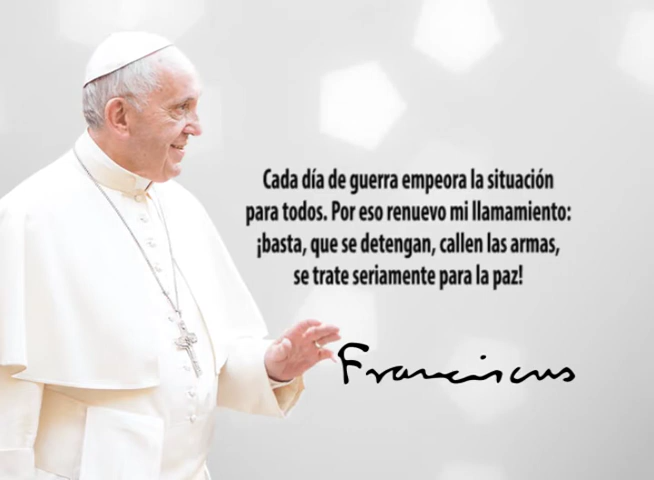 Cada día de guerra empeora la situación
para todos. Por eso renuevo mi llamamiento:
¡basta, que se detengan, callen las armas,
se trate seriamente para la paz!
Franciscus